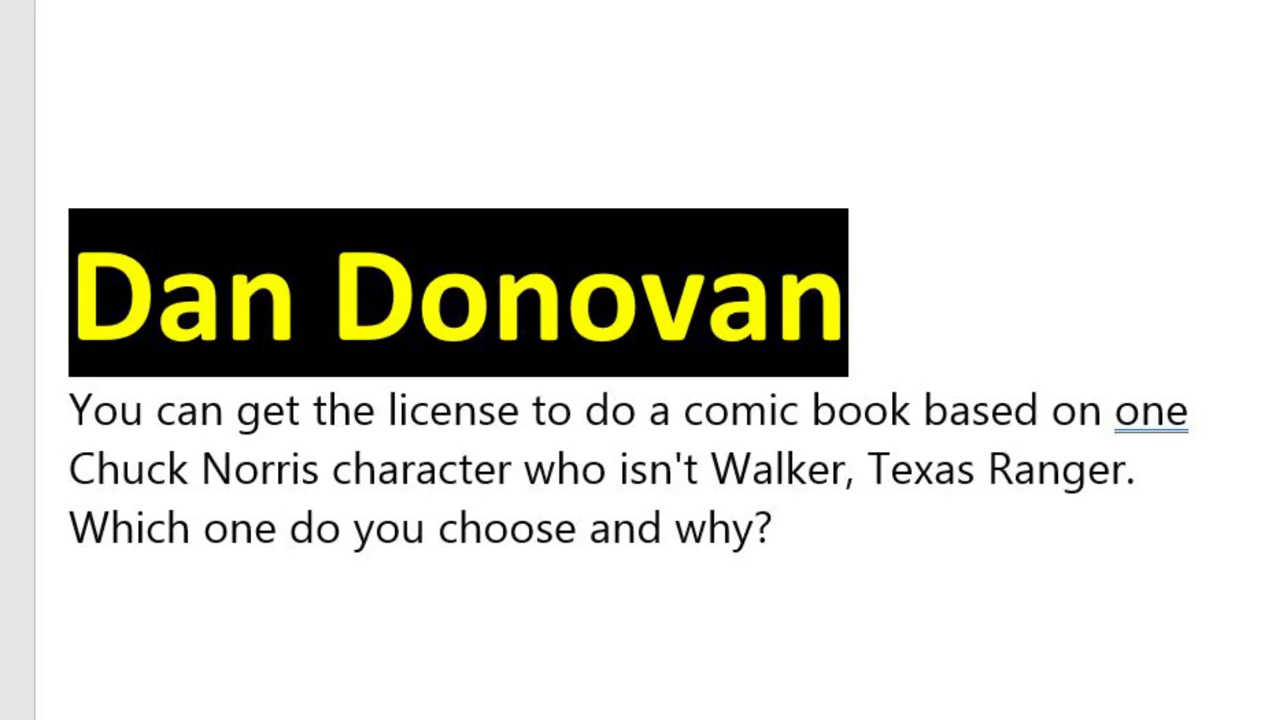 Dan Donovan
You can get the license to do a comic book based on one
Chuck Norris character who isn't Walker, Texas Ranger.
Which one do you choose and why?